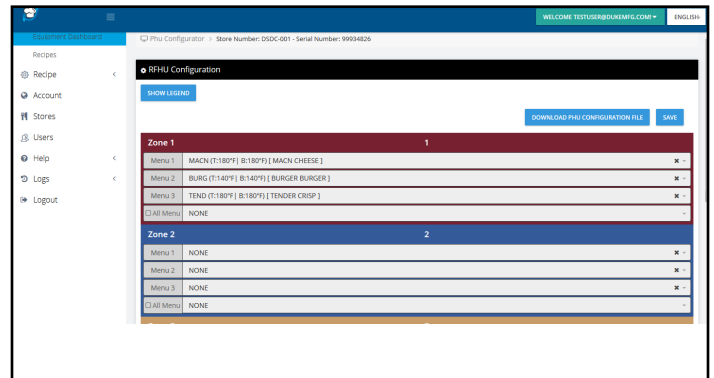 WELCOME TESTUSER@DUKEMFG.COM!
ENGLISH
Equipment Dashboard
Phu Configurator > Store Number: DSDC-001 - Serial Number: 99934826
Recipes
RFHU Configuration
Recipe
Account
SHOW LEGEND
Stores
DOWNLOAD PHU CONFIGURATION FILE
SAVE
Users
Zone 1 1
Help
Menu 1 MACN (T:180°F| B:180°F) [ MACN CHEESE ]
Logs
Menu 2 BURG (T:140°F| B:140°F) [ BURGER BURGER ]
Logout
Menu 3 TEND (T:180°F| B:180°F) [ TENDER CRISP ]
All Menu NONE
Zone 2 2
Menu 1 NONE
Menu 2 NONE
Menu 3 NONE
All Menu NONE